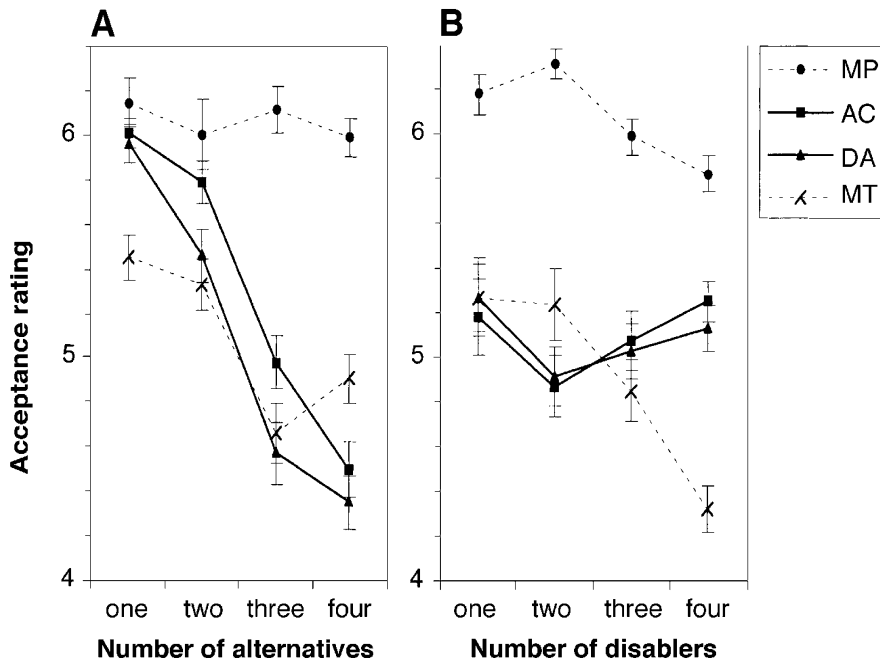 A
B
MP
AC
DA
MT
6
5
4
6
5
4
Acceptance rating
one two three four
one two three four
Number of alternatives
Number of disablers